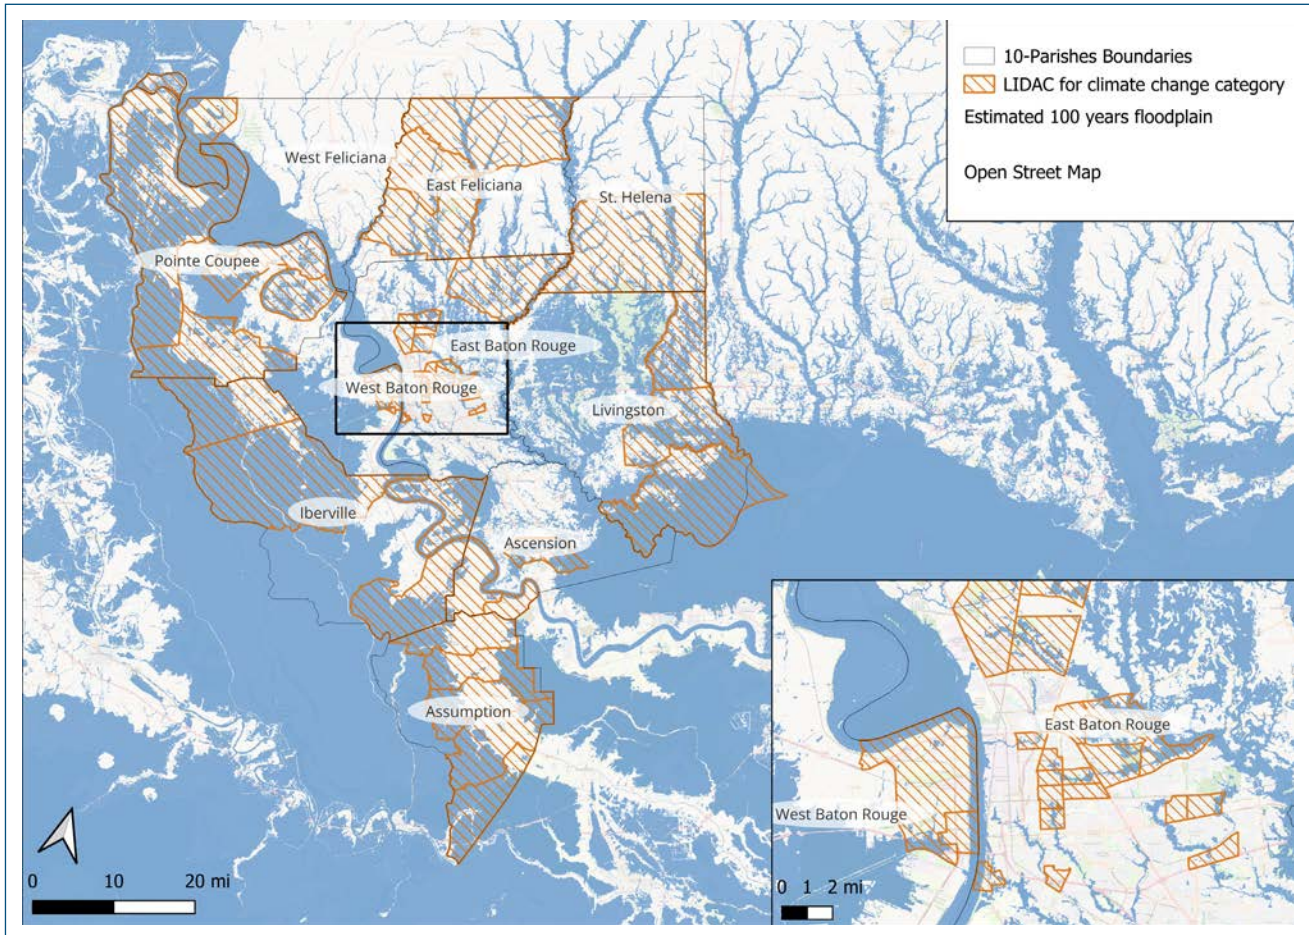 10-Parishes Boundaries
LIDAC for climate change category
Estimated 100 years floodplain
Open Street Map
West Feliciana
East Feliciana
St. Helena
Pointe Coupee
East Baton Rouge
West Baton Rouge
Livingston
Iberville
Ascension
Assumption
0 10 20 mi
East Baton Rouge
West Baton Rouge
0 1 2 mi